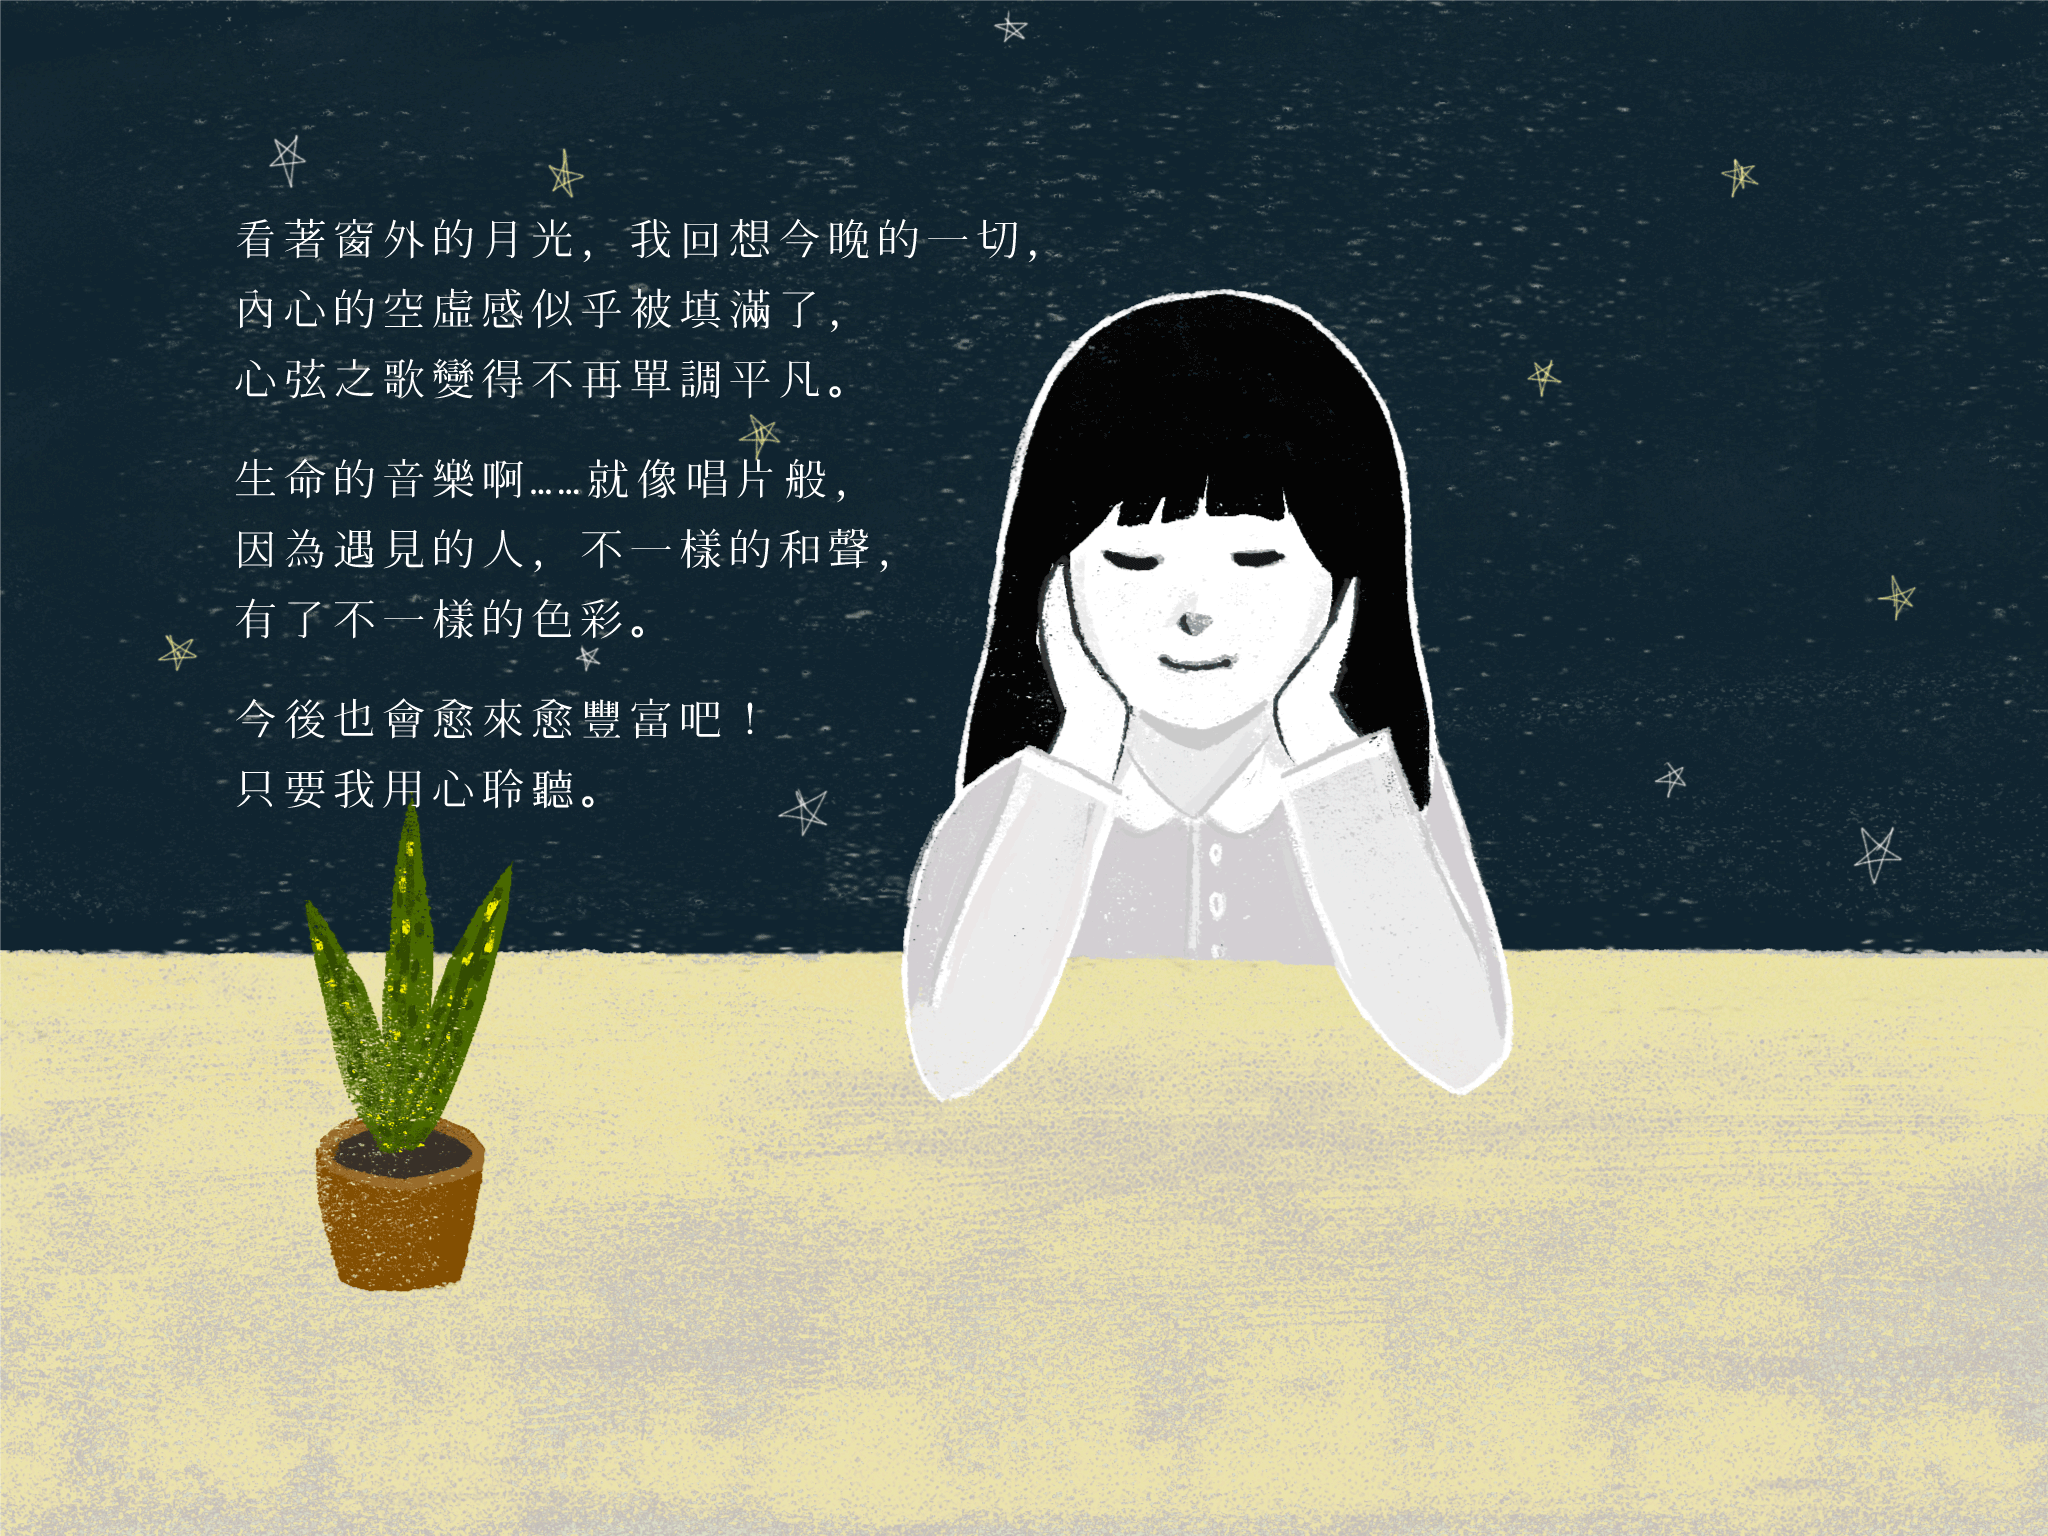 看著窗外的月光，我回想今晚的一切，
內心的空虛感似乎被填滿了，
心弦之歌變得不再單調平凡。
生命的音樂啊……就像唱片般，
因為遇見的人，不一樣的和聲，
有了不一樣的色彩。
今後也會愈來愈豐富吧！
只要我用心聆聽。